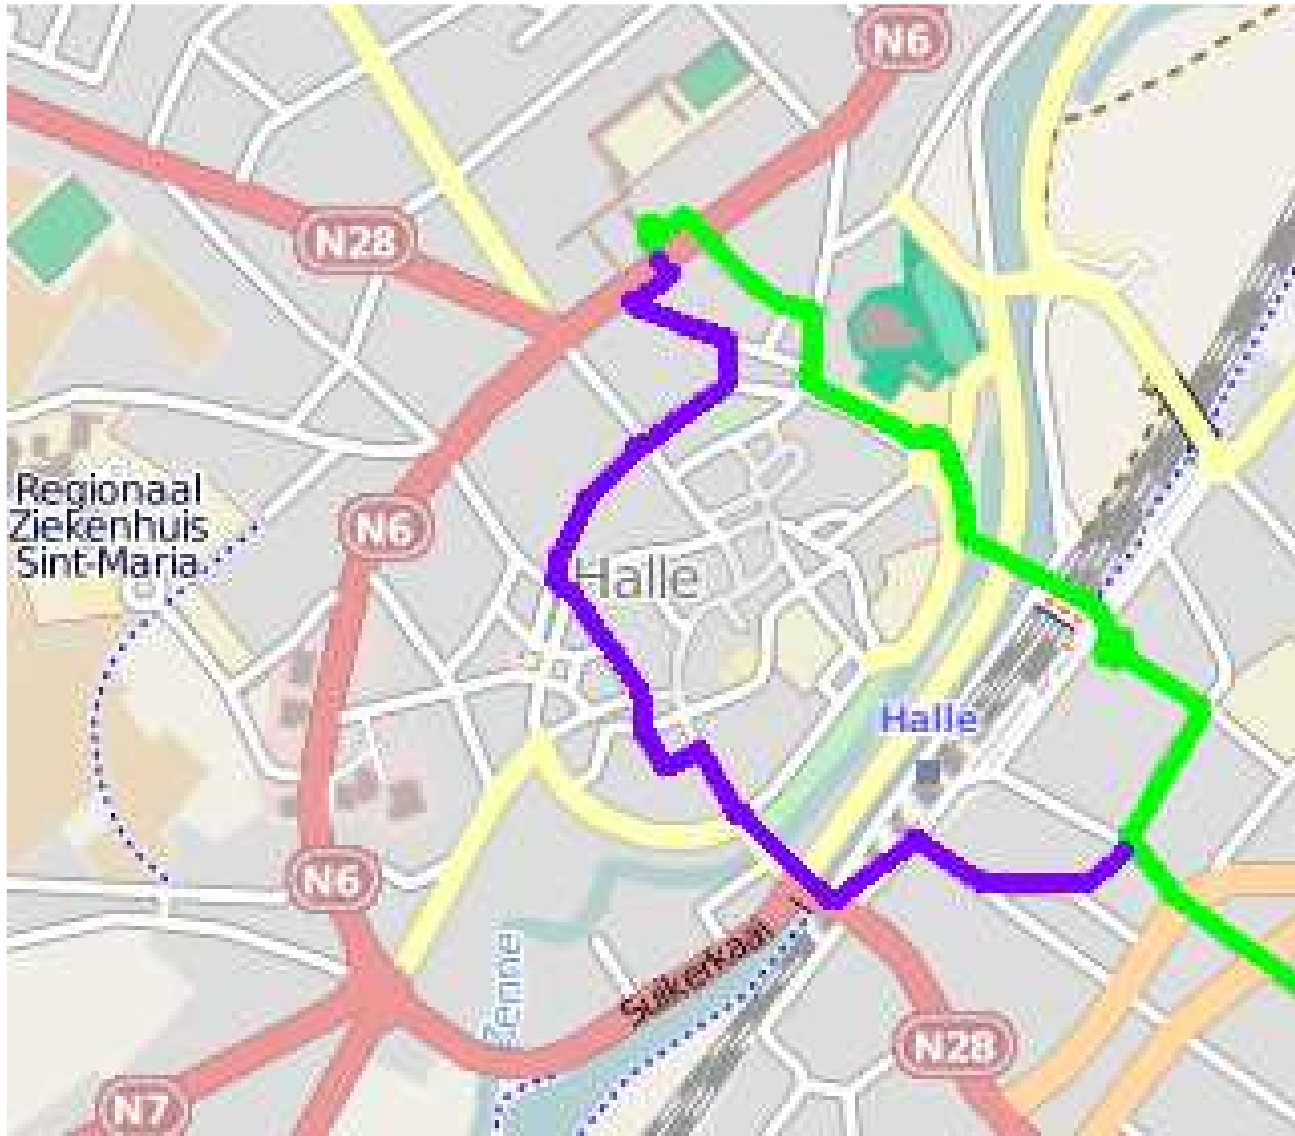 N6
N28
Regionaal
Ziekenhuis
Sint-Maria
N6
Halle
Halle
N6
Suikerkaai
Zenne
N28
N7